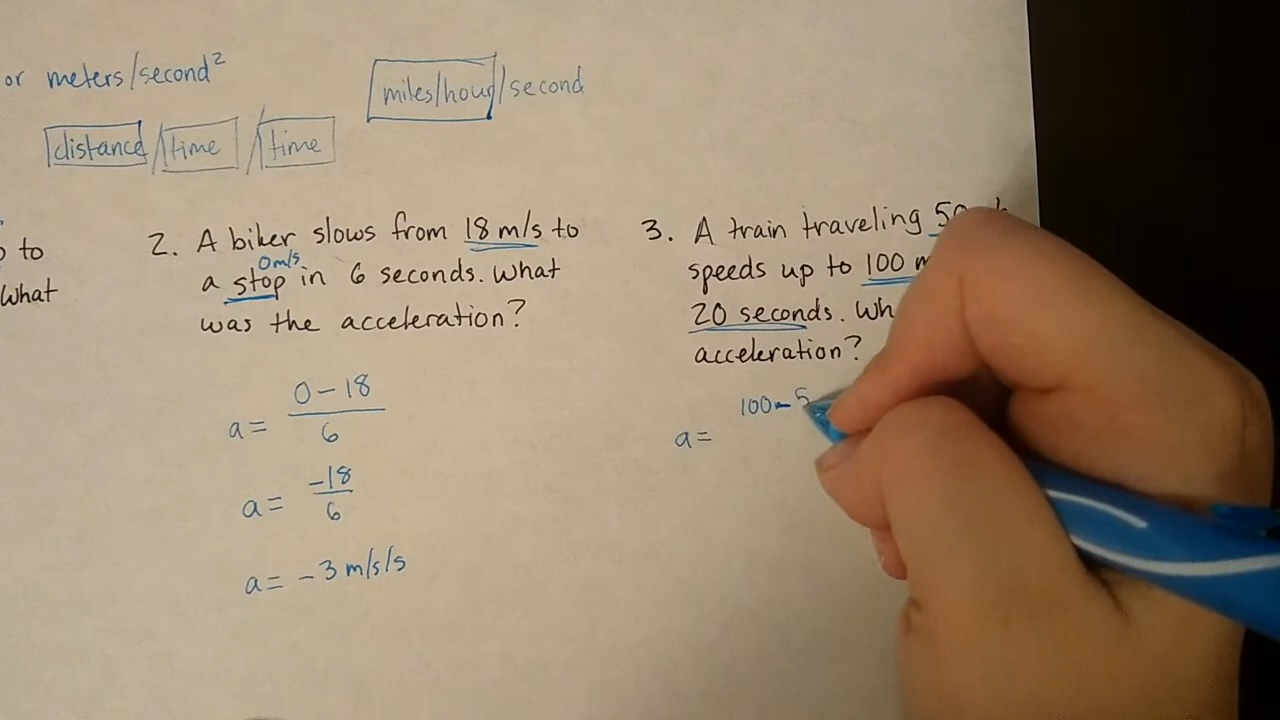 or meters/second²
miles/hour/second
distance/time/time
to
What
2. A biker slows from 18 m/s to
0m/s
a stop in 6 seconds. What
was the acceleration?
0-18
a=
6
-18
a=
6
a= -3 m/s/s
3. A train traveling
speeds up to 100
20 seconds.
acceleration?
100-5
a=